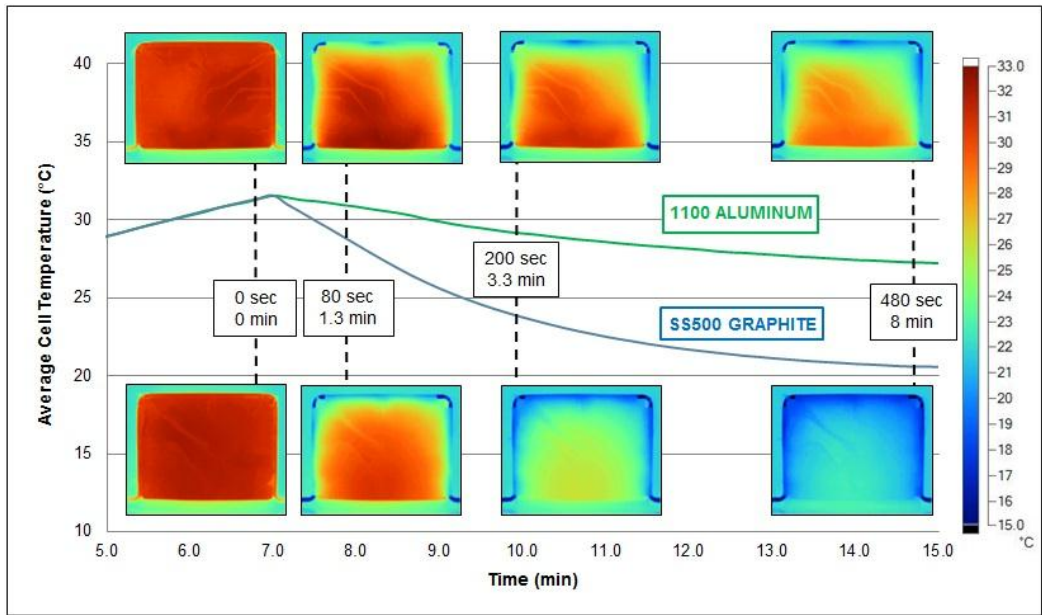 Average Cell Temperature (°C)
40
35
30
25
20
15
10
5.0 6.0 7.0 8.0 9.0 10.0 11.0 12.0 13.0 14.0 15.0
Time (min)
1100 ALUMINUM
SS500 GRAPHITE
0 sec
0 min
80 sec
1.3 min
200 sec
3.3 min
480 sec
8 min
33.0
32
31
30
29
28
27
26
25
24
23
22
21
20
19
18
17
16
15.0
°C